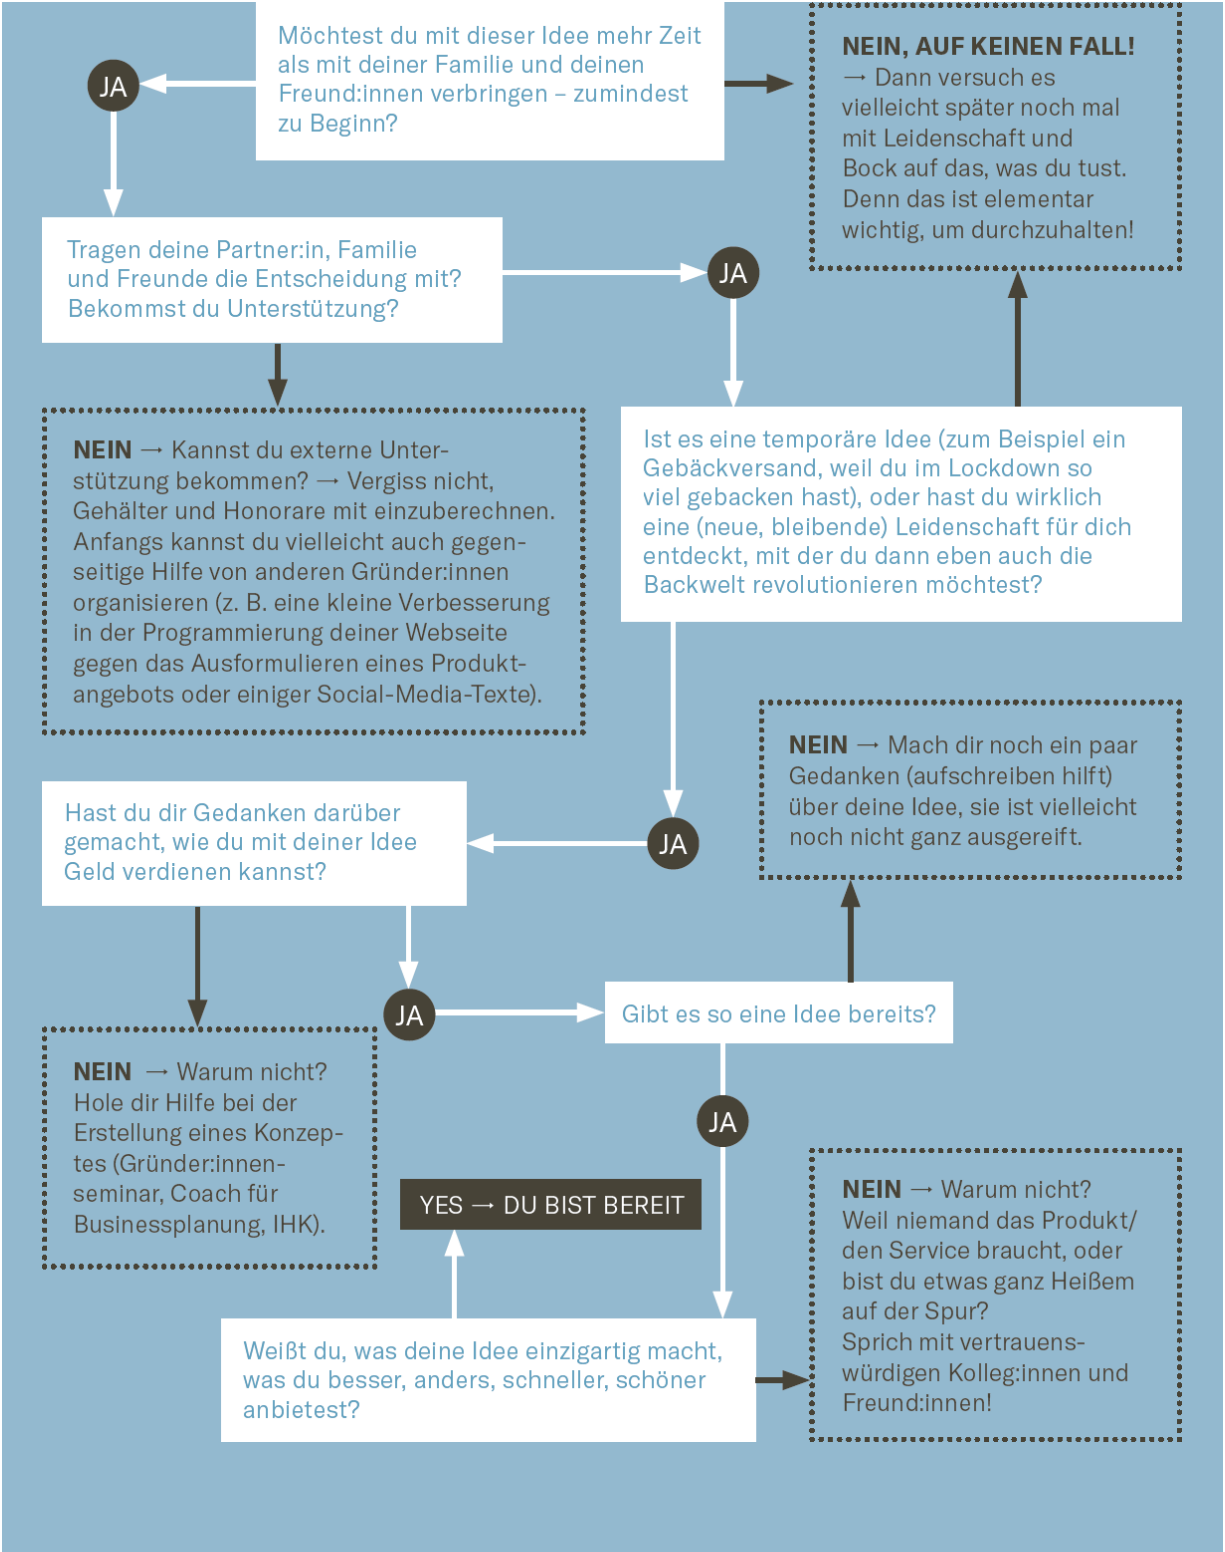 Möchtest du mit dieser Idee mehr Zeit
als mit deiner Familie und deinen
Freund:innen verbringen – zumindest
zu Beginn?
NEIN, AUF KEINEN FALL!
→ Dann versuch es
vielleicht später noch mal
mit Leidenschaft und
Bock auf das, was du tust.
Denn das ist elementar
wichtig, um durchzuhalten!
JA
Tragen deine Partner:in, Familie
und Freunde die Entscheidung mit?
Bekommst du Unterstützung?
JA
NEIN → Kannst du externe Unter-
stützung bekommen? → Vergiss nicht,
Gehälter und Honorare mit einzuberechnen.
Anfangs kannst du vielleicht auch gegen-
seitige Hilfe von anderen Gründer:innen
organisieren (z. B. eine kleine Verbesserung
in der Programmierung deiner Webseite
gegen das Ausformulieren eines Produkt-
angebots oder einiger Social-Media-Texte).
Ist es eine temporäre Idee (zum Beispiel ein
Gebäckversand, weil du im Lockdown so
viel gebacken hast), oder hast du wirklich
eine (neue, bleibende) Leidenschaft für dich
entdeckt, mit der du dann eben auch die
Backwelt revolutionieren möchtest?
JA
Hast du dir Gedanken darüber
gemacht, wie du mit deiner Idee
Geld verdienen kannst?
NEIN → Mach dir noch ein paar
Gedanken (aufschreiben hilft)
über deine Idee, sie ist vielleicht
noch nicht ganz ausgereift.
JA
Gibt es so eine Idee bereits?
NEIN → Warum nicht?
Hole dir Hilfe bei der
Erstellung eines Konzep-
tes (Gründer:innen-
seminar, Coach für
Businessplanung, IHK).
JA
YES → DU BIST BEREIT
NEIN → Warum nicht?
Weil niemand das Produkt/
den Service braucht, oder
bist du etwas ganz Heißem
auf der Spur?
Sprich mit vertrauens-
würdigen Kolleg:innen und
Freund:innen!
Weißt du, was deine Idee einzigartig macht,
was du besser, anders, schneller, schöner
anbietest?